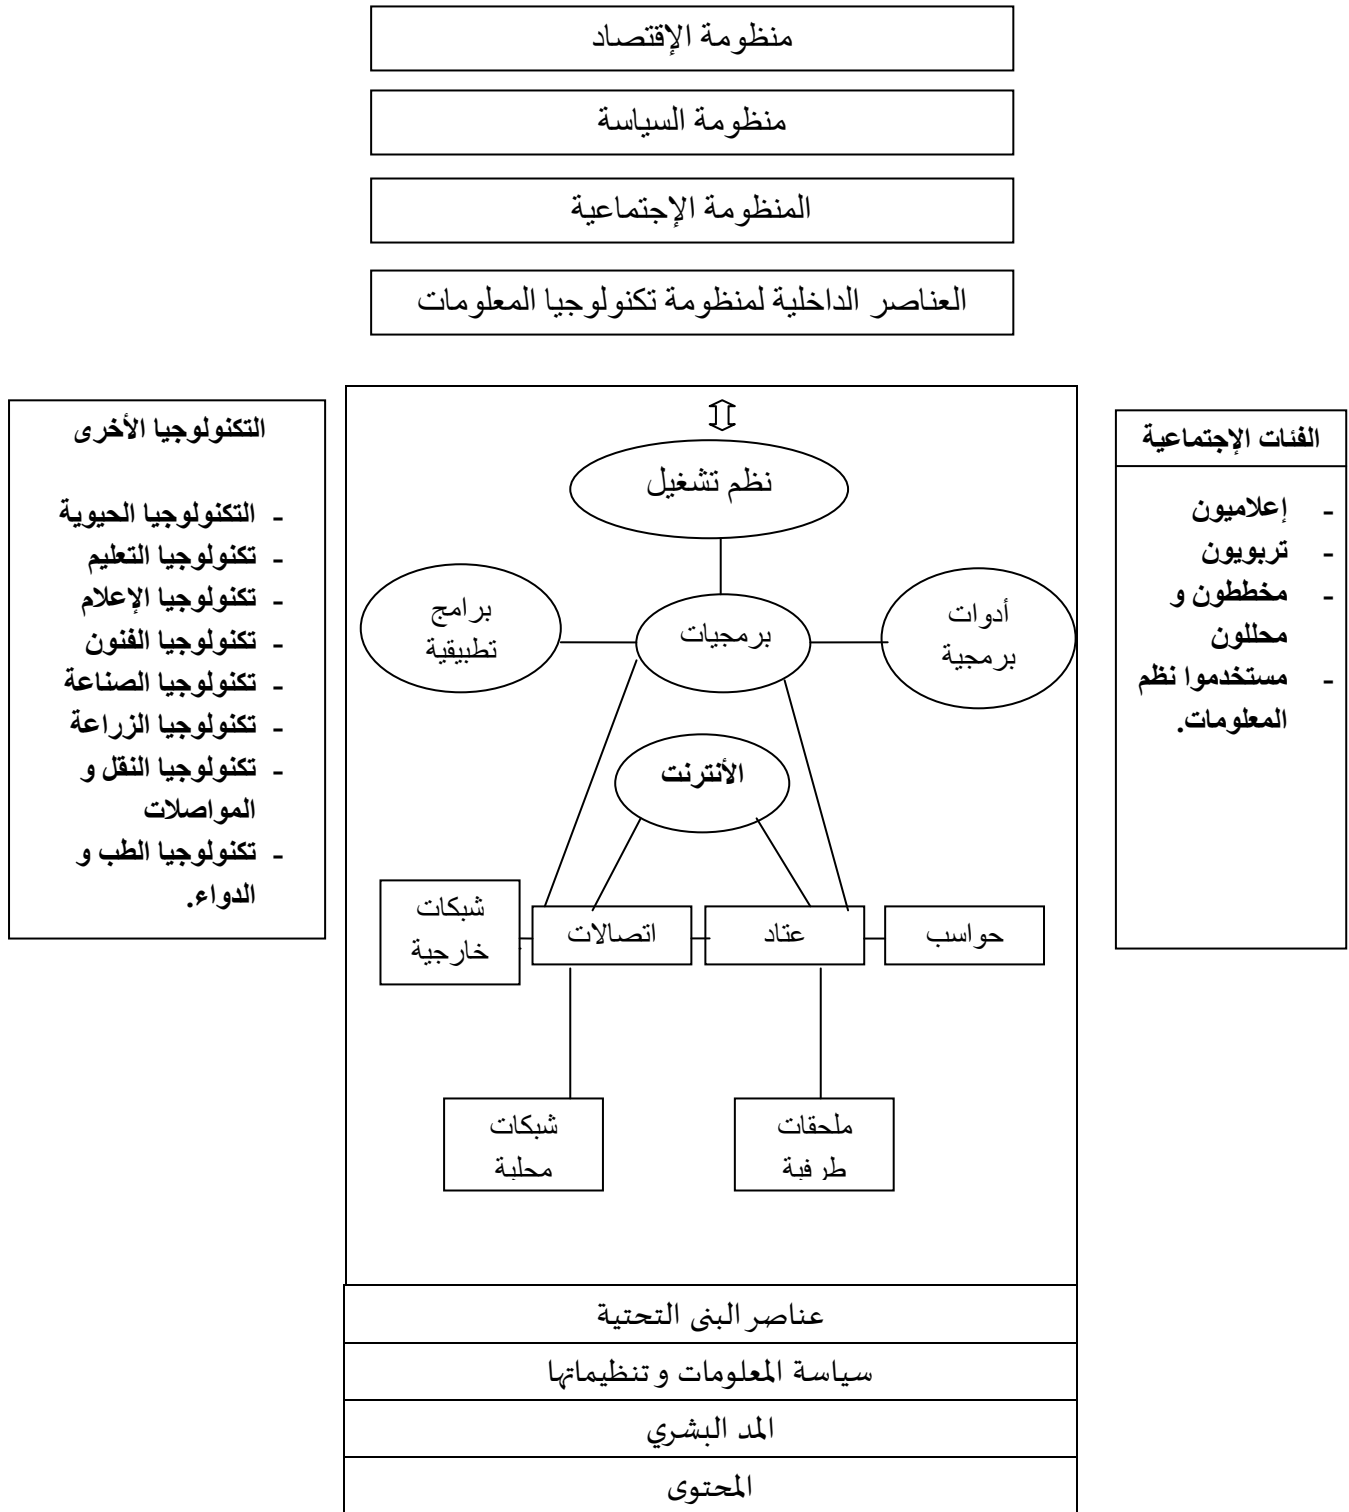 منظومة الإقتصاد
منظومة السياسة
المنظومة الإجتماعية
العناصر الداخلية لمنظومة تكنولوجيا المعلومات
الفئات الإجتماعية
- إعلاميون
- تربويون
- مخططون و
محللون
- مستخدموا نظم
المعلومات.
نظم تشغيل
أدوات
برمجية
برمجيات
برامج
تطبيقية
الأنترنت
حواسب
عتاد
اتصالات
شبكات
خارجية
ملحقات
طرفية
شبكات
محلية
التكنولوجيا الأخرى
- التكنولوجيا الحيوية
- تكنولوجيا التعليم
- تكنولوجيا الإعلام
- تكنولوجيا الفنون
- تكنولوجيا الصناعة
- تكنولوجيا الزراعة
- تكنولوجيا النقل و
المواصلات
- تكنولوجيا الطب و
الدواء.
عناصر البنى التحتية
سياسة المعلومات و تنظيماتها
المد البشري
المحتوى